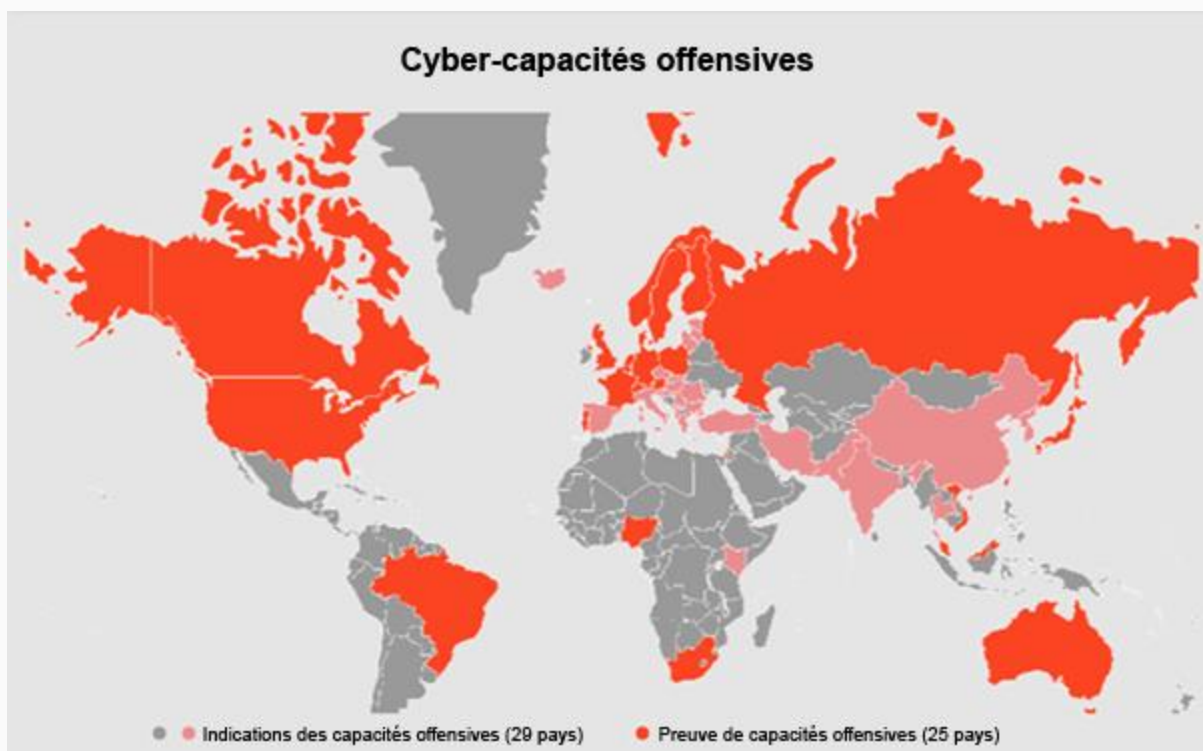 Cyber-capacités offensives
Indications des capacités offensives (29 pays) Preuve de capacités offensives (25 pays)